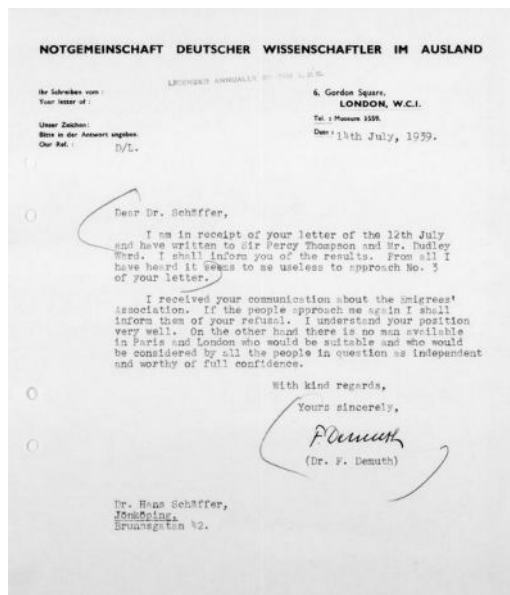 NOTGEMEINSCHAFT DEUTSCHER WISSENSCHAFTLER IM AUSLAND
LICENSED ANNUALLY BY THE L.C.C.
Ihr Schreiben vom :
Your letter of :
Unser Zeichen:
Bitte in der Antwort angeben.
Our Ref. :
D/L.
6, Gordon Square,
LONDON, W.C.I.
Tel. : Museum 3559.
Date : 14th July, 1939.
Dear Dr. Schäffer,
I am in receipt of your letter of the 12th July
and have written to Sir Percy Thompson and Mr. Dudley
Ward. I shall inform you of the results. From all I
have heard it seems to me useless to approach No. 3
of your letter.
I received your communication about the Emigrees'
Association. If the people approach me again I shall
inform them of your refusal. I understand your position
very well. On the other hand there is no man available
in Paris and London who would be suitable and who would
be considered by all the people in question as independent
and worthy of full confidence.
With kind regards,
Yours sincerely,
F. Demuth
(Dr. F. Demuth)
Dr. Hans Schäffer,
Jönköping,
Brunnsgatan 42.